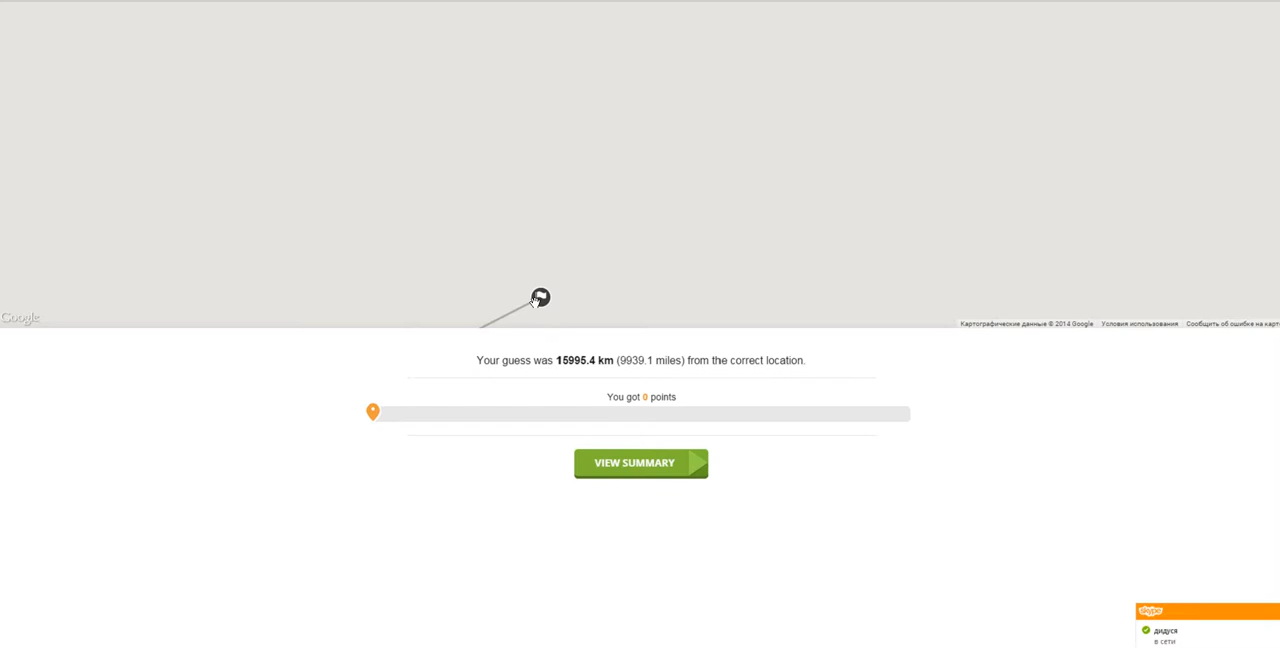 Google
Картографические данные © 2014 Google Условия использования Сообщить об ошибке на карт
Your guess was 15995.4 km (9939.1 miles) from the correct location.
You got 0 points
VIEW SUMMARY
skype
дидуся
в сети